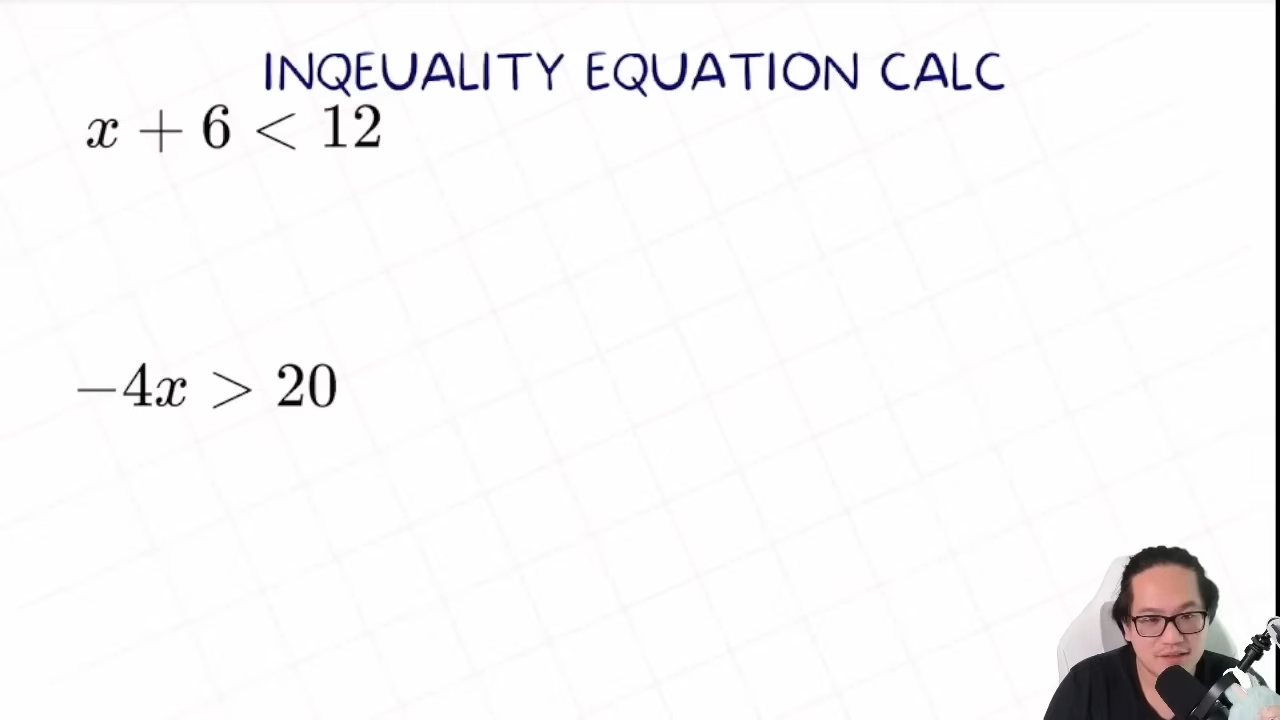 INQEUALITY EQUATION CALC
x + 6 < 12
−4x > 20